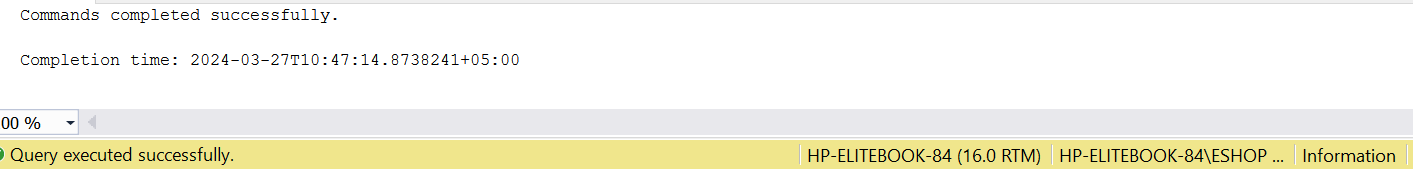 Commands completed successfully.
Completion time: 2024-03-27T10:47:14.8738241+05:00
00 %
Query executed successfully.
HP-ELITEBOOK-84 (16.0 RTM)
HP-ELITEBOOK-84\ESHOP ...
Information